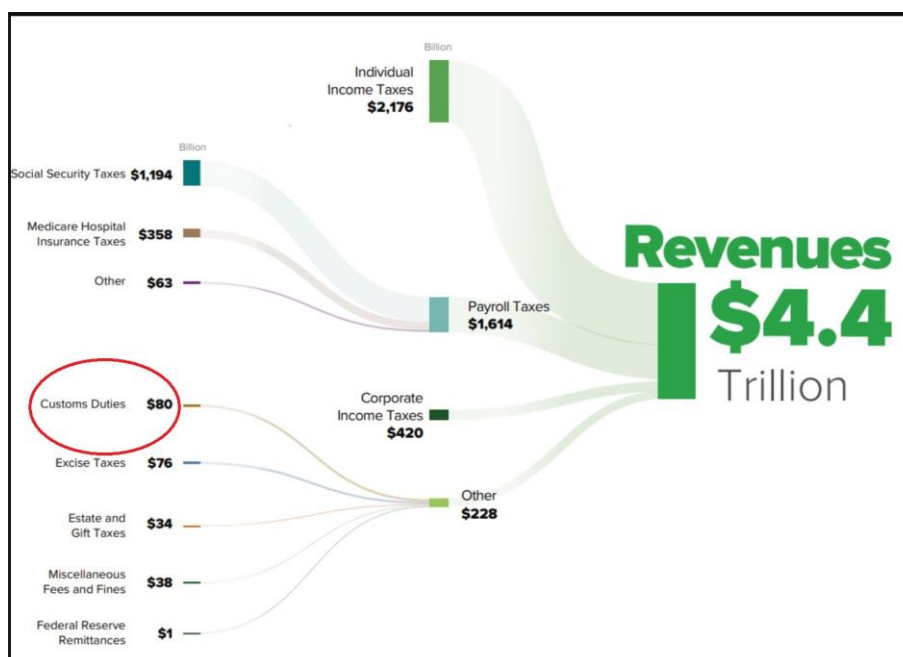 Billion
Individual
Income Taxes
$2,176
Billion
Social Security Taxes $1,194
Medicare Hospital
Insurance Taxes
$358
Other $63
Payroll Taxes
$1,614
Revenues
$4.4
Trillion
Customs Duties $80
Corporate
Income Taxes
$420
Excise Taxes $76
Other
$228
Estate and
Gift Taxes
$34
Miscellaneous
Fees and Fines
$38
Federal Reserve
Remittances
$1